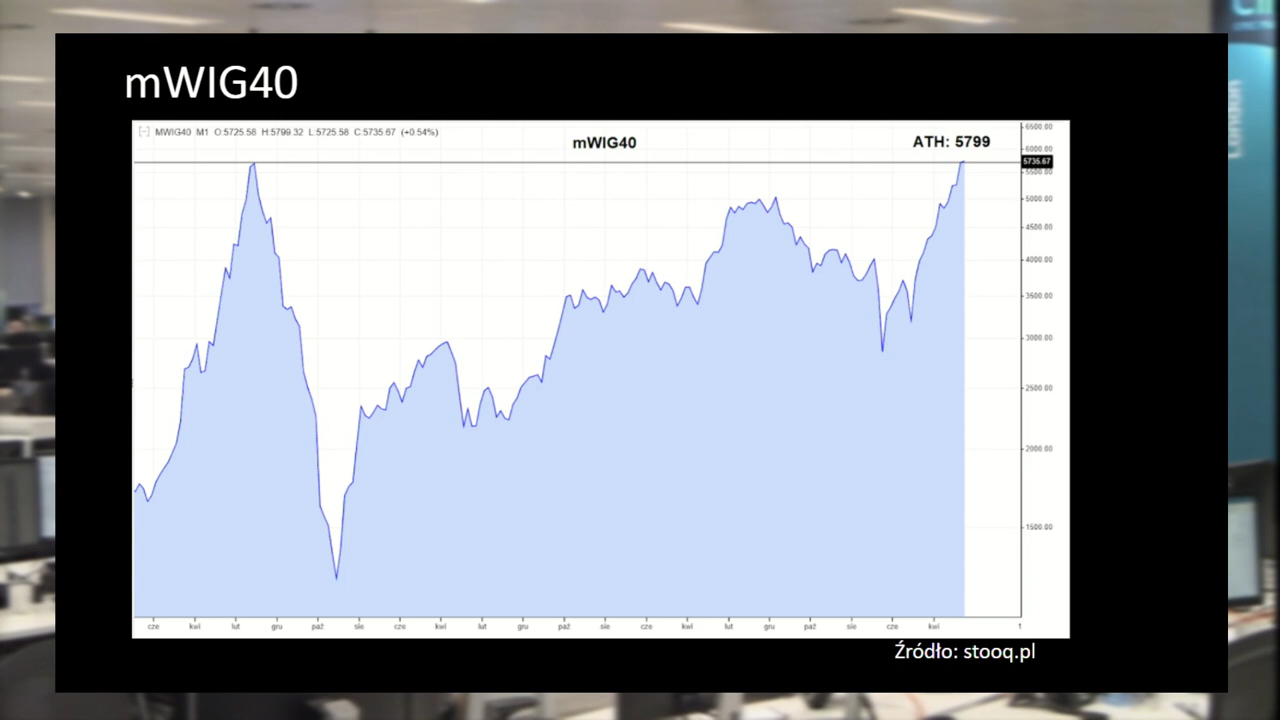 mWIG40
[-] MWIG40 M1 O:5725.58 H:5799.32 L:5725.58 C:5735.67 (+0.54%)
mWIG40
ATH: 5799
6500.00
6000.00
5735.67
5500.00
5000.00
4500.00
4000.00
3500.00
3000.00
2500.00
2000.00
1500.00
cze kwi lut gru paź sie cze kwi lut gru paź sie cze kwi lut gru paź sie cze kwi 1
Źródło: stooq.pl
London